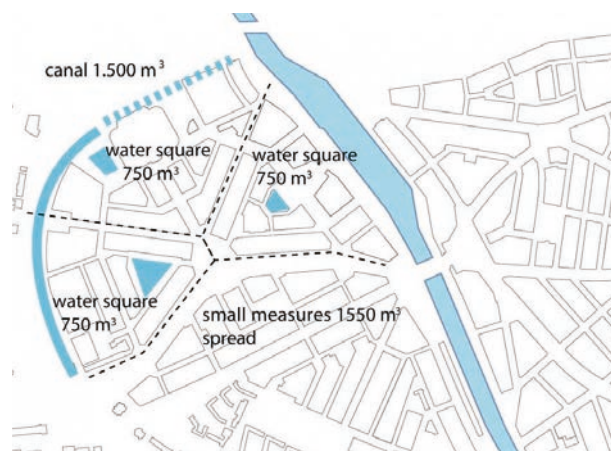 canal 1.500 m³
water square
750 m³
water square
750 m³
water square
750 m³
small measures 1550 m³
spread